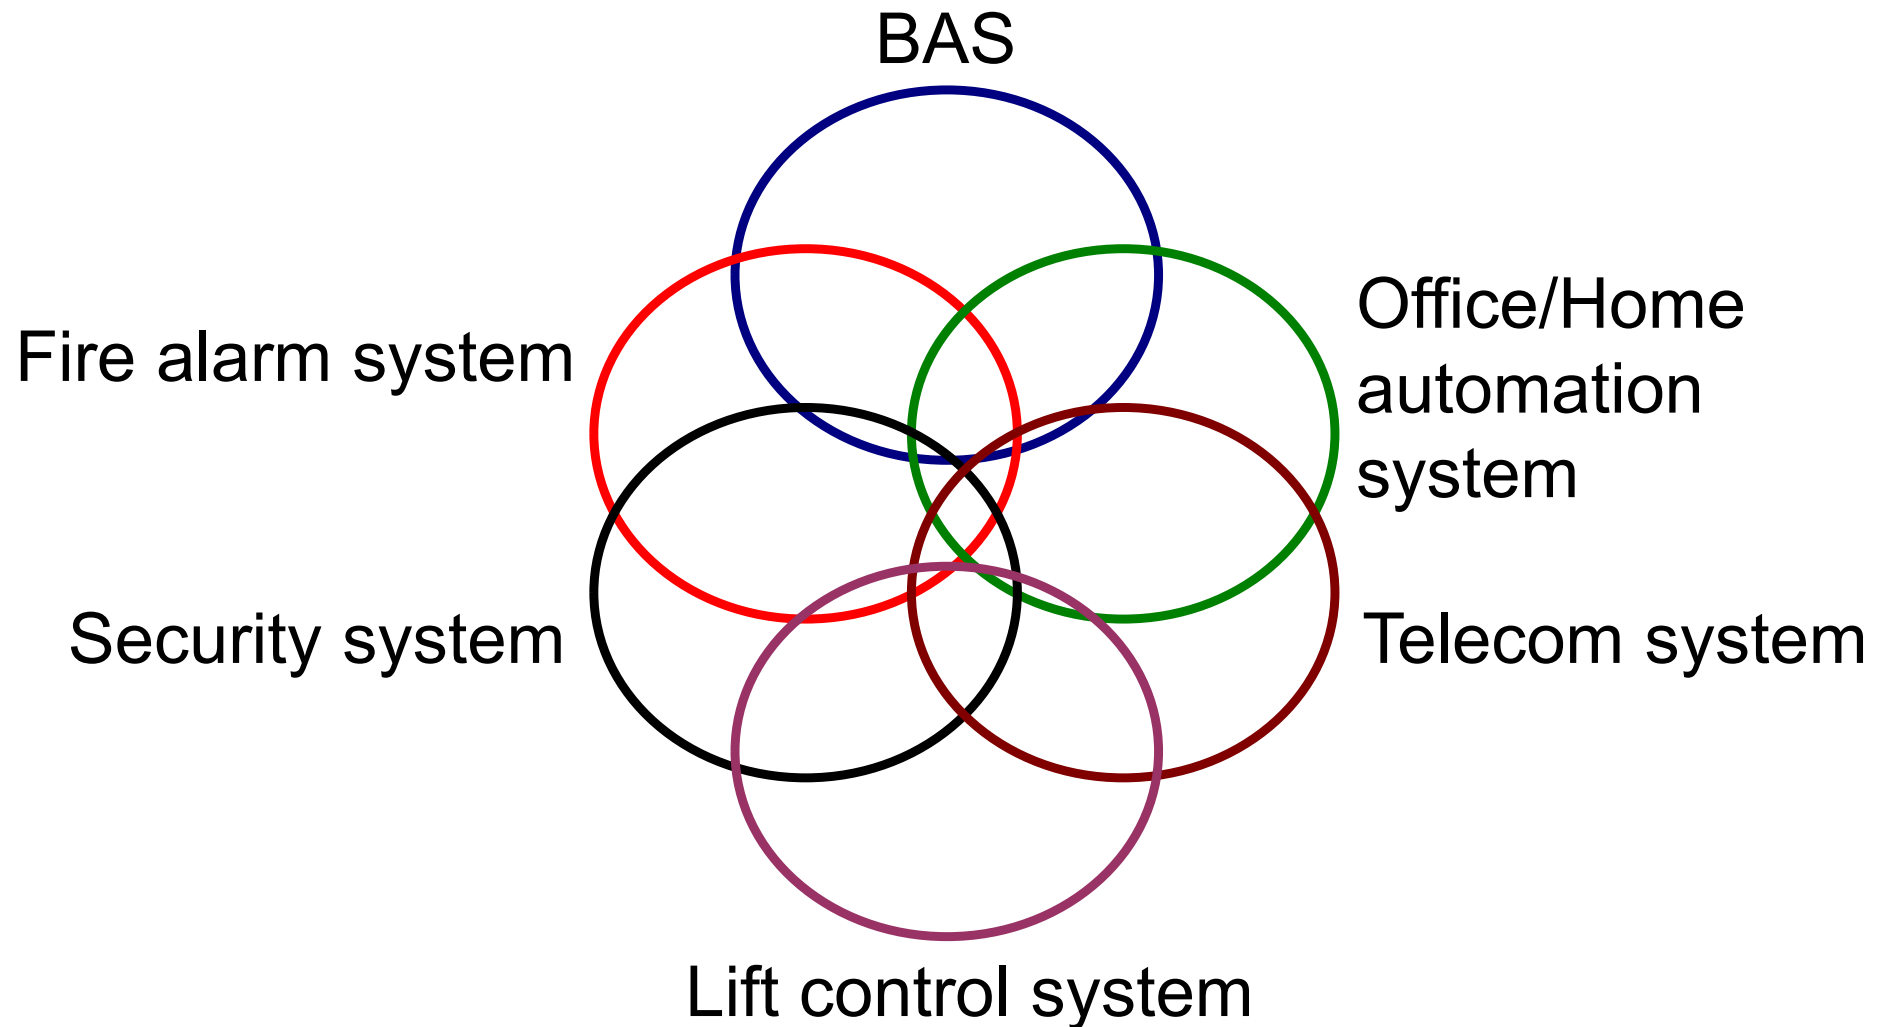 BAS
Fire alarm system
Office/Home
automation
system
Security system
Telecom system
Lift control system